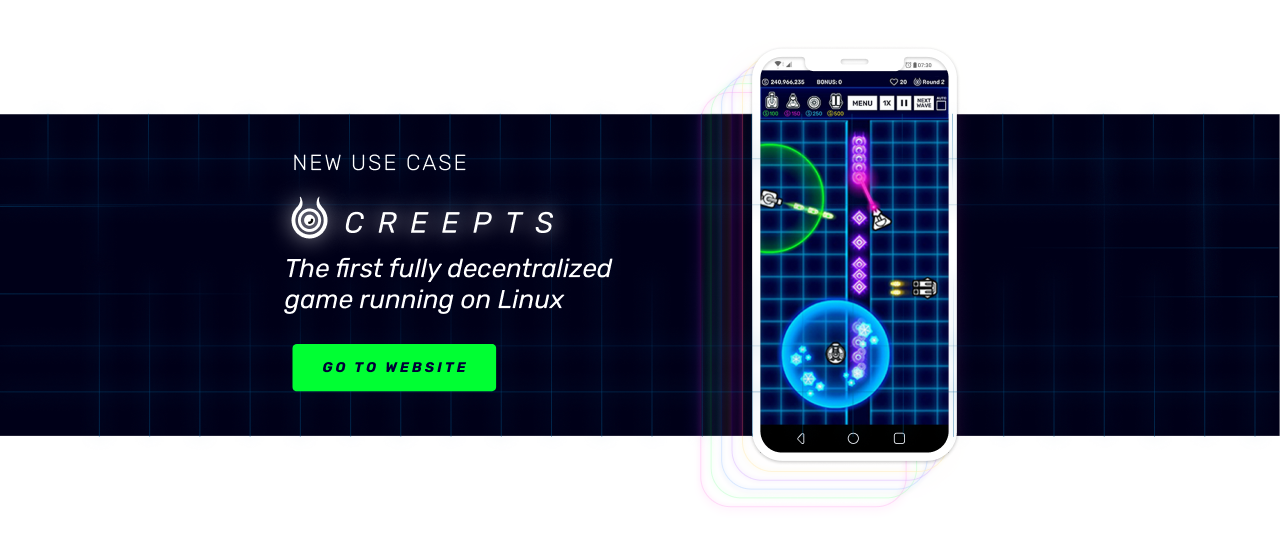 NEW USE CASE
CREEPTS
The first fully decentralized
game running on Linux
GO TO WEBSITE
07:30
240,966,235 BONUS: 0 20 Round 2
MENU 1X NEXT WAVE AUTO
100 150 250 500